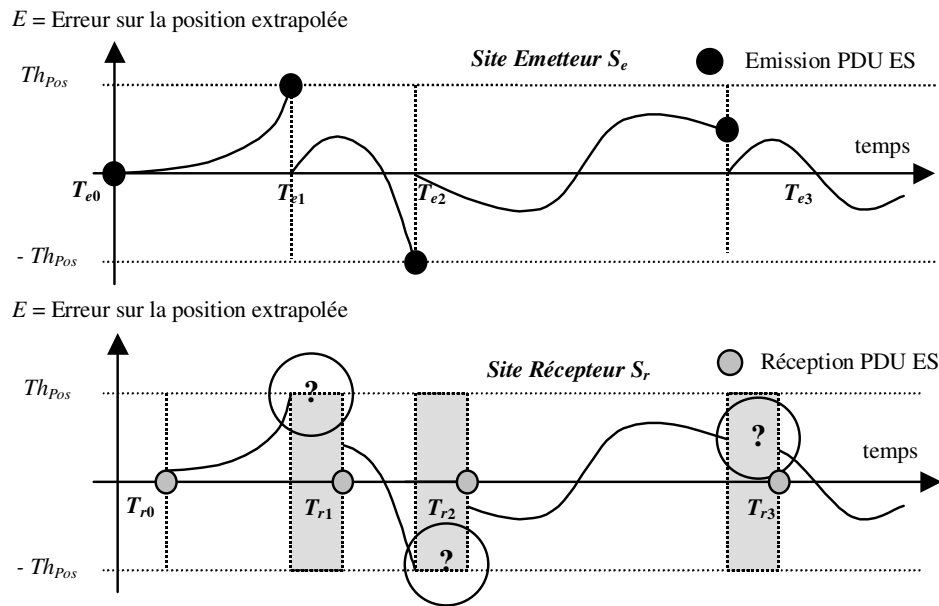 E = Erreur sur la position extrapolée
Site Emetteur Se
Emission PDU ES
ThPos
temps
Te0
Te1
Te2
Te3
- ThPos
E = Erreur sur la position extrapolée
Site Récepteur Sr
Réception PDU ES
ThPos
?
?
temps
Tr0
Tr1
Tr2
Tr3
?
- ThPos